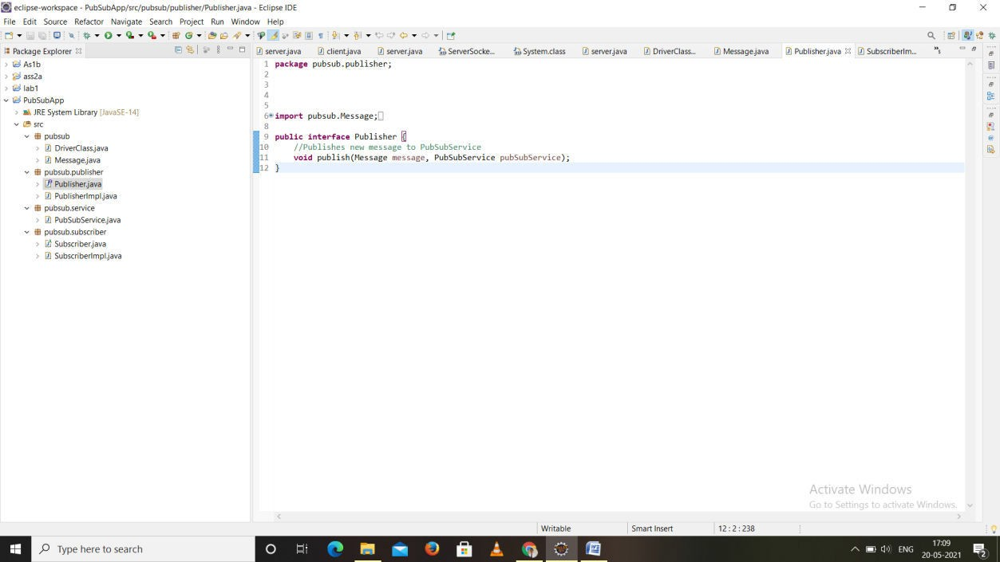 eclipse-workspace - PubSubApp/src/pubsub/publisher/Publisher.java - Eclipse IDE
File Edit Source Refactor Navigate Search Project Run Window Help
Package Explorer
server.java client.java server.java ServerSocke... System.class server.java DriverClass... Message.java Publisher.java SubscriberIm... »5
As1b
ass2a
lab1
PubSubApp
JRE System Library [JavaSE-14]
src
pubsub
DriverClass.java
Message.java
pubsub.publisher
Publisher.java
PublisherImpl.java
pubsub.service
PubSubService.java
pubsub.subscriber
Subscriber.java
SubscriberImpl.java
1 package pubsub.publisher;
2
3
4
5
6 import pubsub.Message;
8
9 public interface Publisher {
10 //Publishes new message to PubSubService
11 void publish(Message message, PubSubService pubSubService);
12 }
Activate Windows
Go to Settings to activate Windows.
Writable Smart Insert 12 : 2 : 238
Type here to search
ENG
17:09
20-05-2021
2